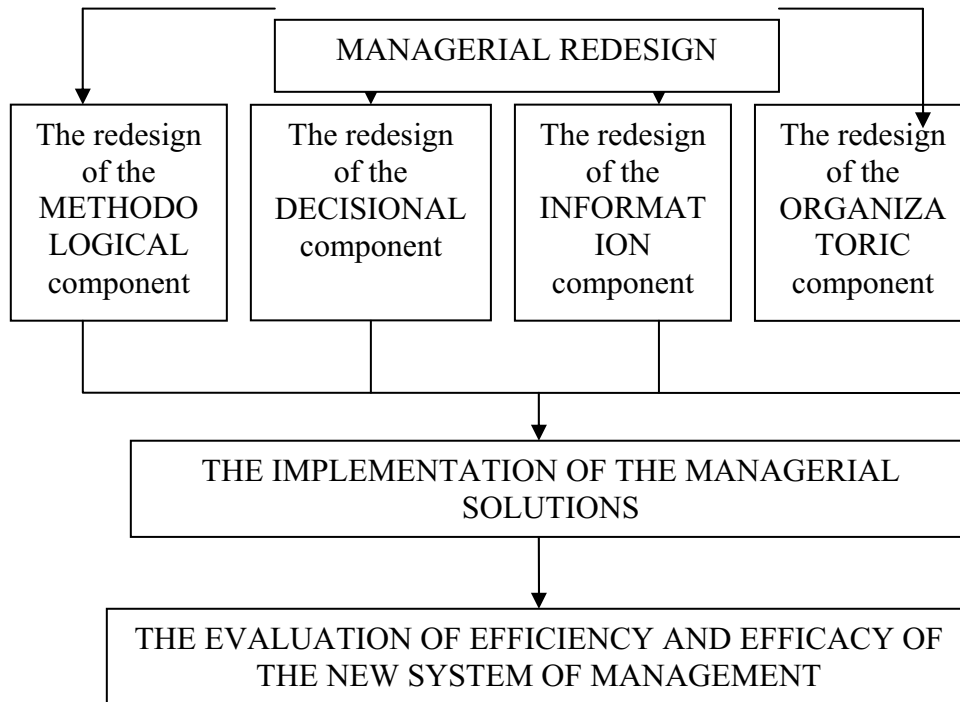 MANAGERIAL REDESIGN
The redesign
of the
METHODO
LOGICAL
component
The redesign
of the
DECISIONAL
component
The redesign
of the
INFORMAT
ION
component
The redesign
of the
ORGANIZA
TORIC
component
THE IMPLEMENTATION OF THE MANAGERIAL
SOLUTIONS
THE EVALUATION OF EFFICIENCY AND EFFICACY OF
THE NEW SYSTEM OF MANAGEMENT